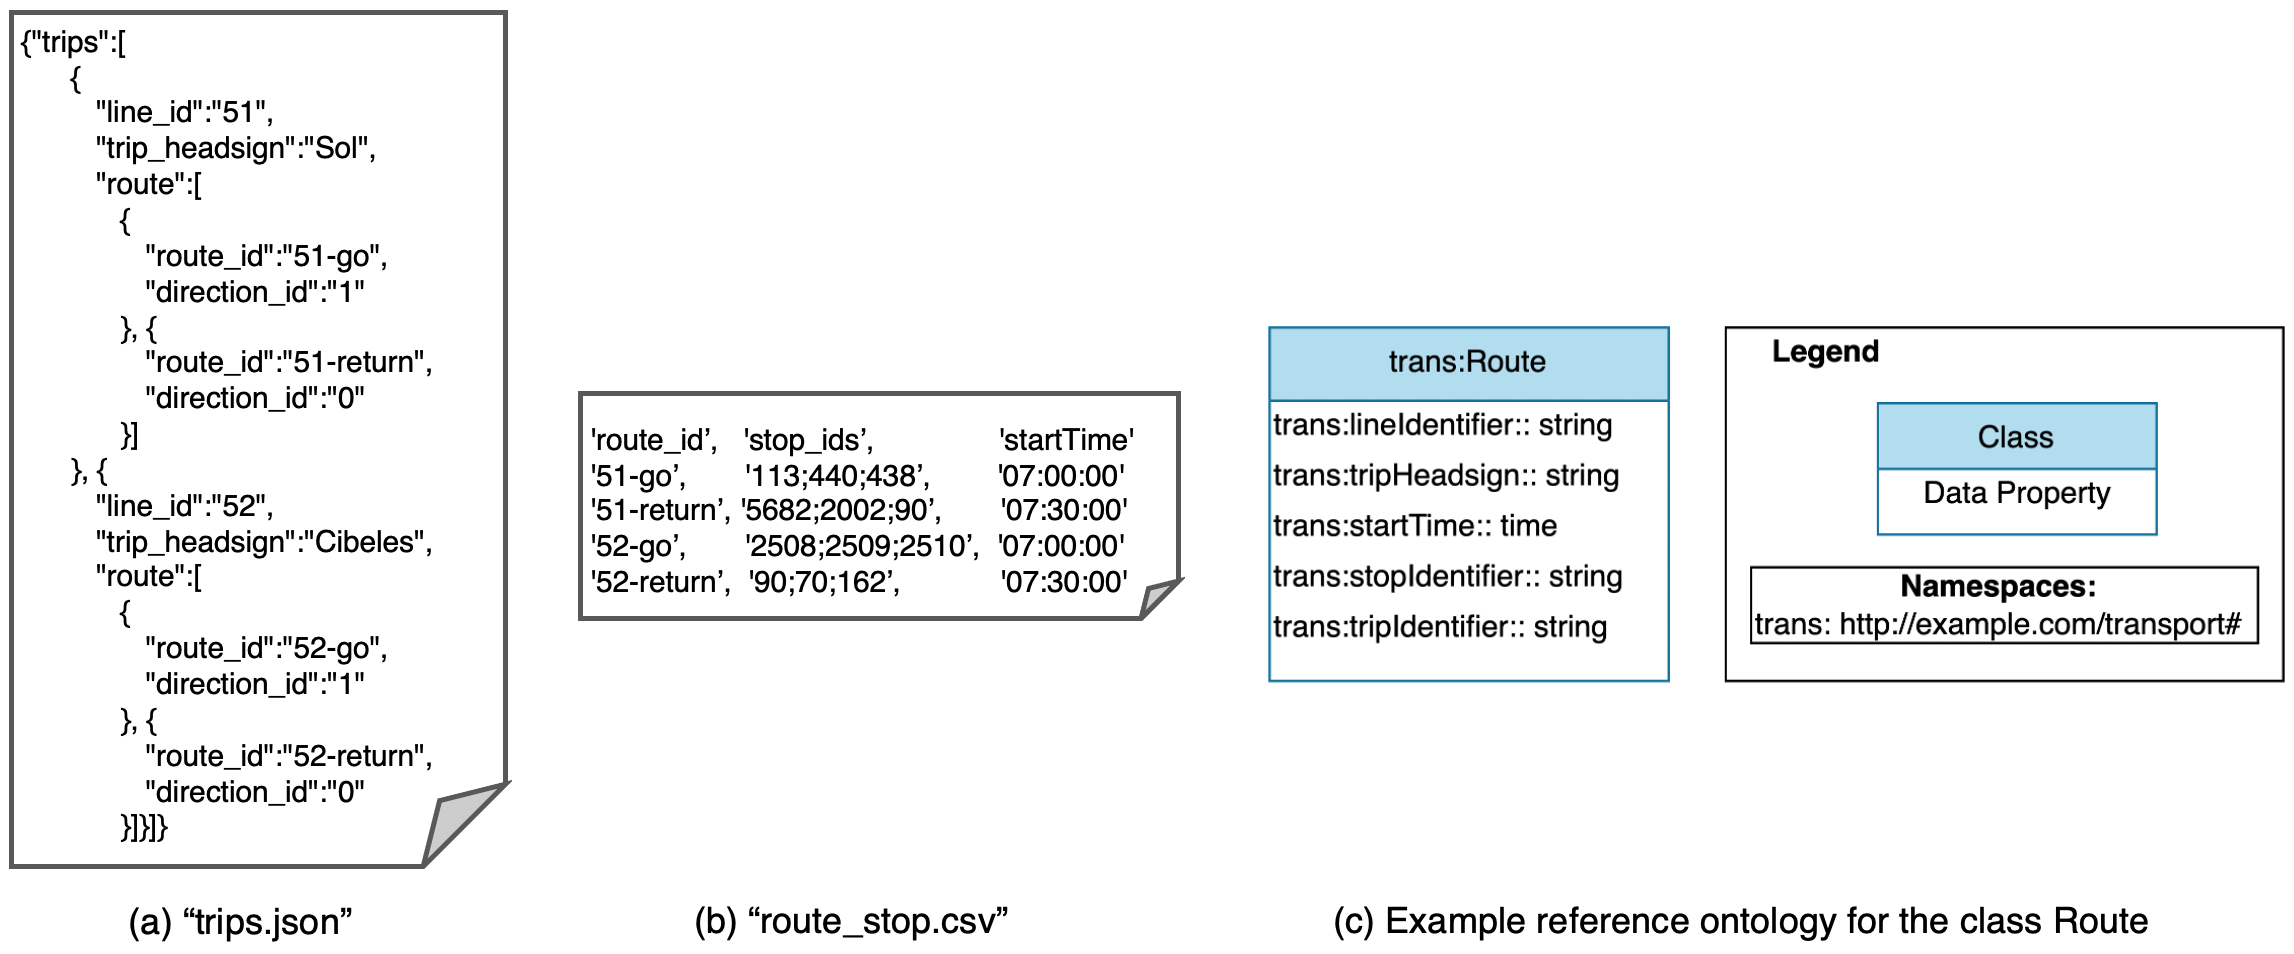 {"trips":[
{
"line_id":"51",
"trip_headsign":"Sol",
"route":[
{
"route_id":"51-go",
"direction_id":"1"
}, {
"route_id":"51-return",
"direction_id":"0"
}]
}, {
"line_id":"52",
"trip_headsign":"Cibeles",
"route":[
{
"route_id":"52-go",
"direction_id":"1"
}, {
"route_id":"52-return",
"direction_id":"0"
}]}]}
(a) “trips.json”
'route_id’, 'stop_ids’, 'startTime'
'51-go’, '113;440;438’, '07:00:00'
'51-return’, '5682;2002;90’, '07:30:00'
'52-go’, '2508;2509;2510’, '07:00:00'
'52-return’, '90;70;162’, '07:30:00'
(b) “route_stop.csv”
trans:Route
trans:lineIdentifier:: string
trans:tripHeadsign:: string
trans:startTime:: time
trans:stopIdentifier:: string
trans:tripIdentifier:: string
Legend
Class
Data Property
Namespaces:
trans: http://example.com/transport#
(c) Example reference ontology for the class Route